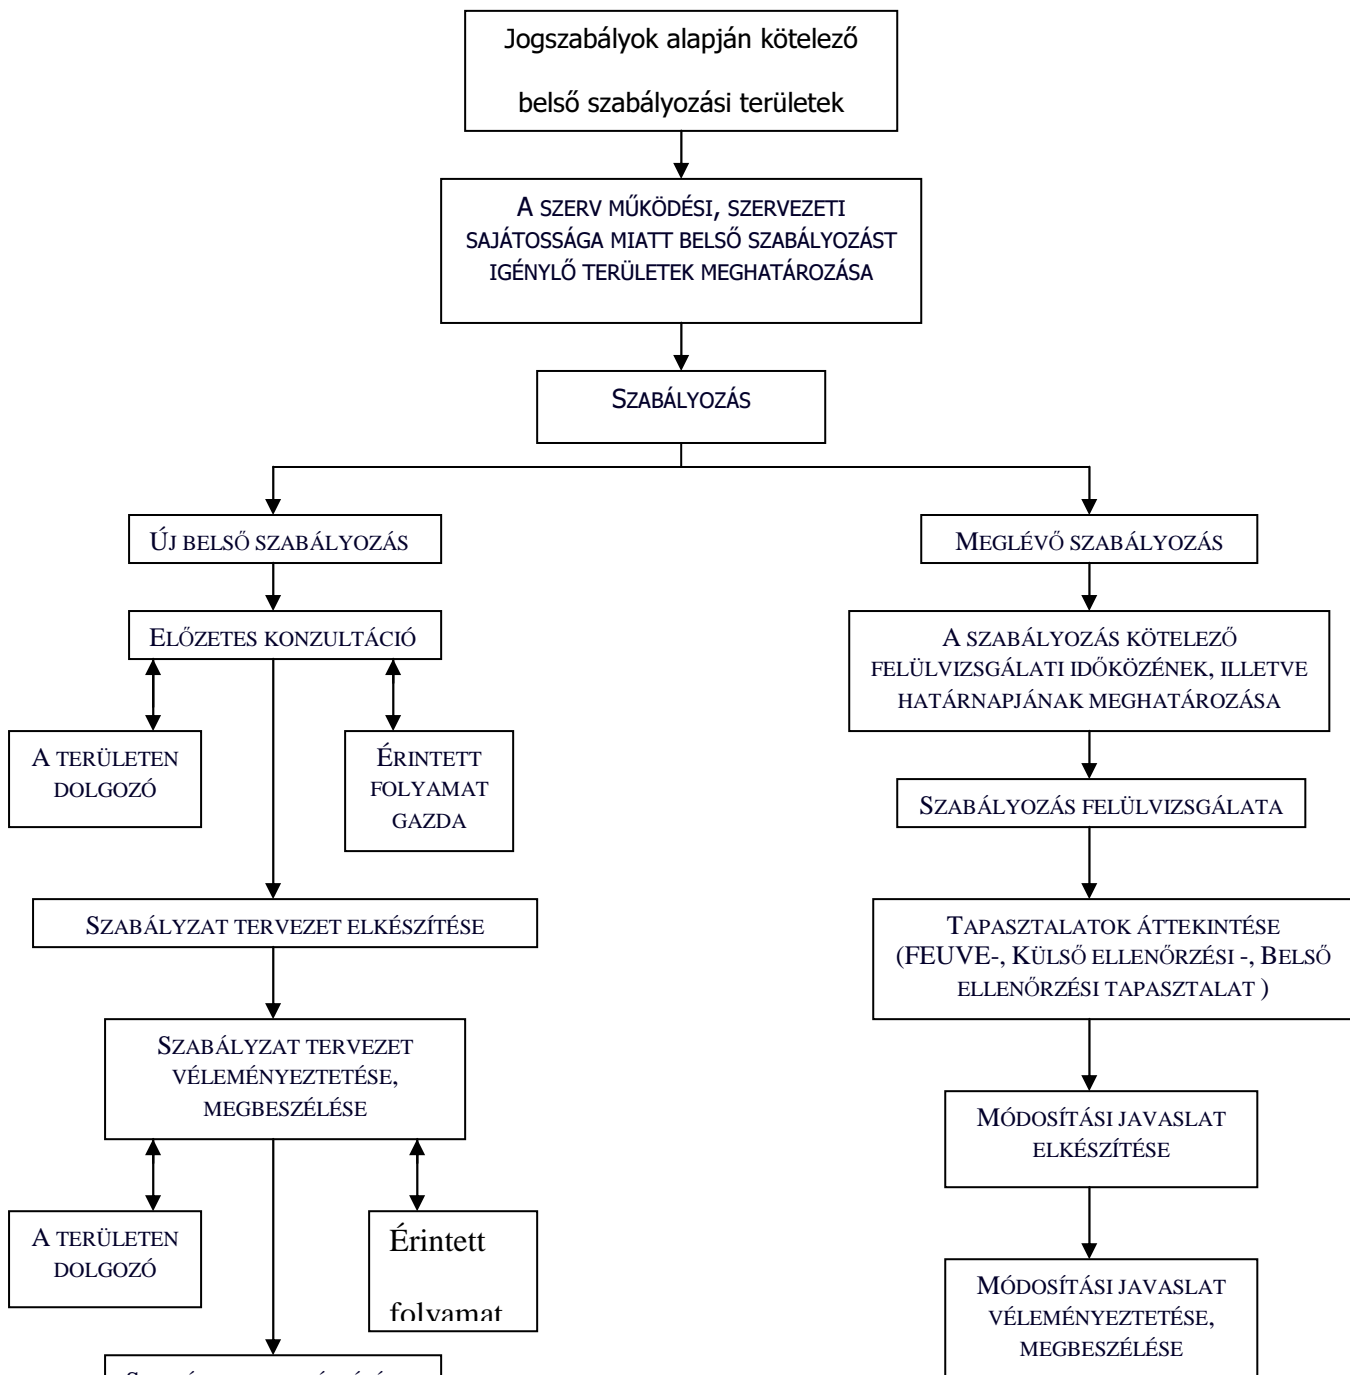 Jogszabályok alapján kötelező
belső szabályozási területek
A SZERV MŰKÖDÉSI, SZERVEZETI
SAJÁTOSSÁGA MIATT BELSŐ SZABÁLYOZÁST
IGÉNYLŐ TERÜLETEK MEGHATÁROZÁSA
SZABÁLYOZÁS
ÚJ BELSŐ SZABÁLYOZÁS
MEGLÉVŐ SZABÁLYOZÁS
ELŐZETES KONZULTÁCIÓ
A SZABÁLYOZÁS KÖTELEZŐ
FELÜLVIZSGÁLATI IDŐKÖZÉNEK, ILLETVE
HATÁRNAPJÁNAK MEGHATÁROZÁSA
A TERÜLETEN
DOLGOZÓ
ÉRINTETT
FOLYAMAT
GAZDA
SZABÁLYOZÁS FELÜLVIZSGÁLATA
SZABÁLYZAT TERVEZET ELKÉSZÍTÉSE
TAPASZTALATOK ÁTTEKINTÉSE
(FEUVE-, KÜLSŐ ELLENŐRZÉSI -, BELSŐ
ELLENŐRZÉSI TAPASZTALAT )
SZABÁLYZAT TERVEZET
VÉLEMÉNYEZTETÉSE,
MEGBESZÉLÉSE
MÓDOSÍTÁSI JAVASLAT
ELKÉSZÍTÉSE
A TERÜLETEN
DOLGOZÓ
Érintett
folyamat
MÓDOSÍTÁSI JAVASLAT
VÉLEMÉNYEZTETÉSE,
MEGBESZÉLÉSE